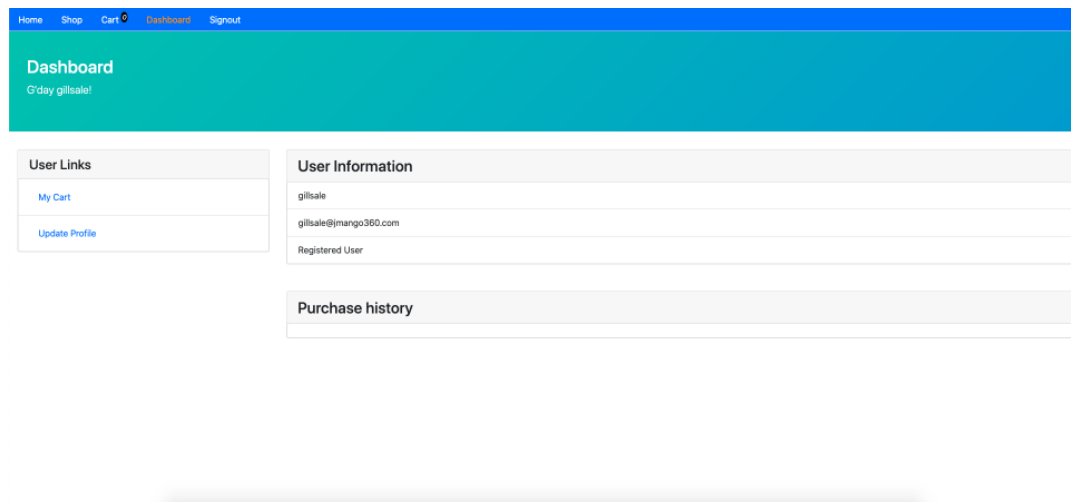 Home Shop Cart 0 Dashboard Signout
Dashboard
G'day gillsale!
User Links
My Cart
Update Profile
User Information
gillsale
gillsale@jmango360.com
Registered User
Purchase history